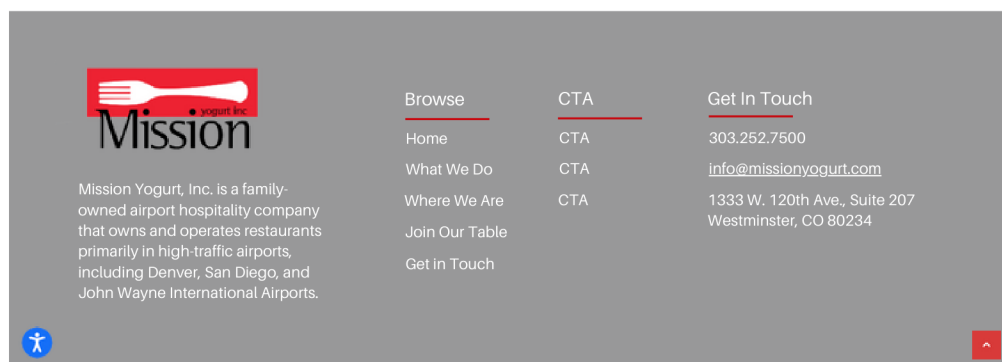 yogurt inc
Mission
Mission Yogurt, Inc. is a family-
owned airport hospitality company
that owns and operates restaurants
primarily in high-traffic airports,
including Denver, San Diego, and
John Wayne International Airports.
Browse
Home
What We Do
Where We Are
Join Our Table
Get in Touch
CTA
CTA
CTA
CTA
Get In Touch
303.252.7500
info@missionyogurt.com
1333 W. 120th Ave., Suite 207
Westminster, CO 80234